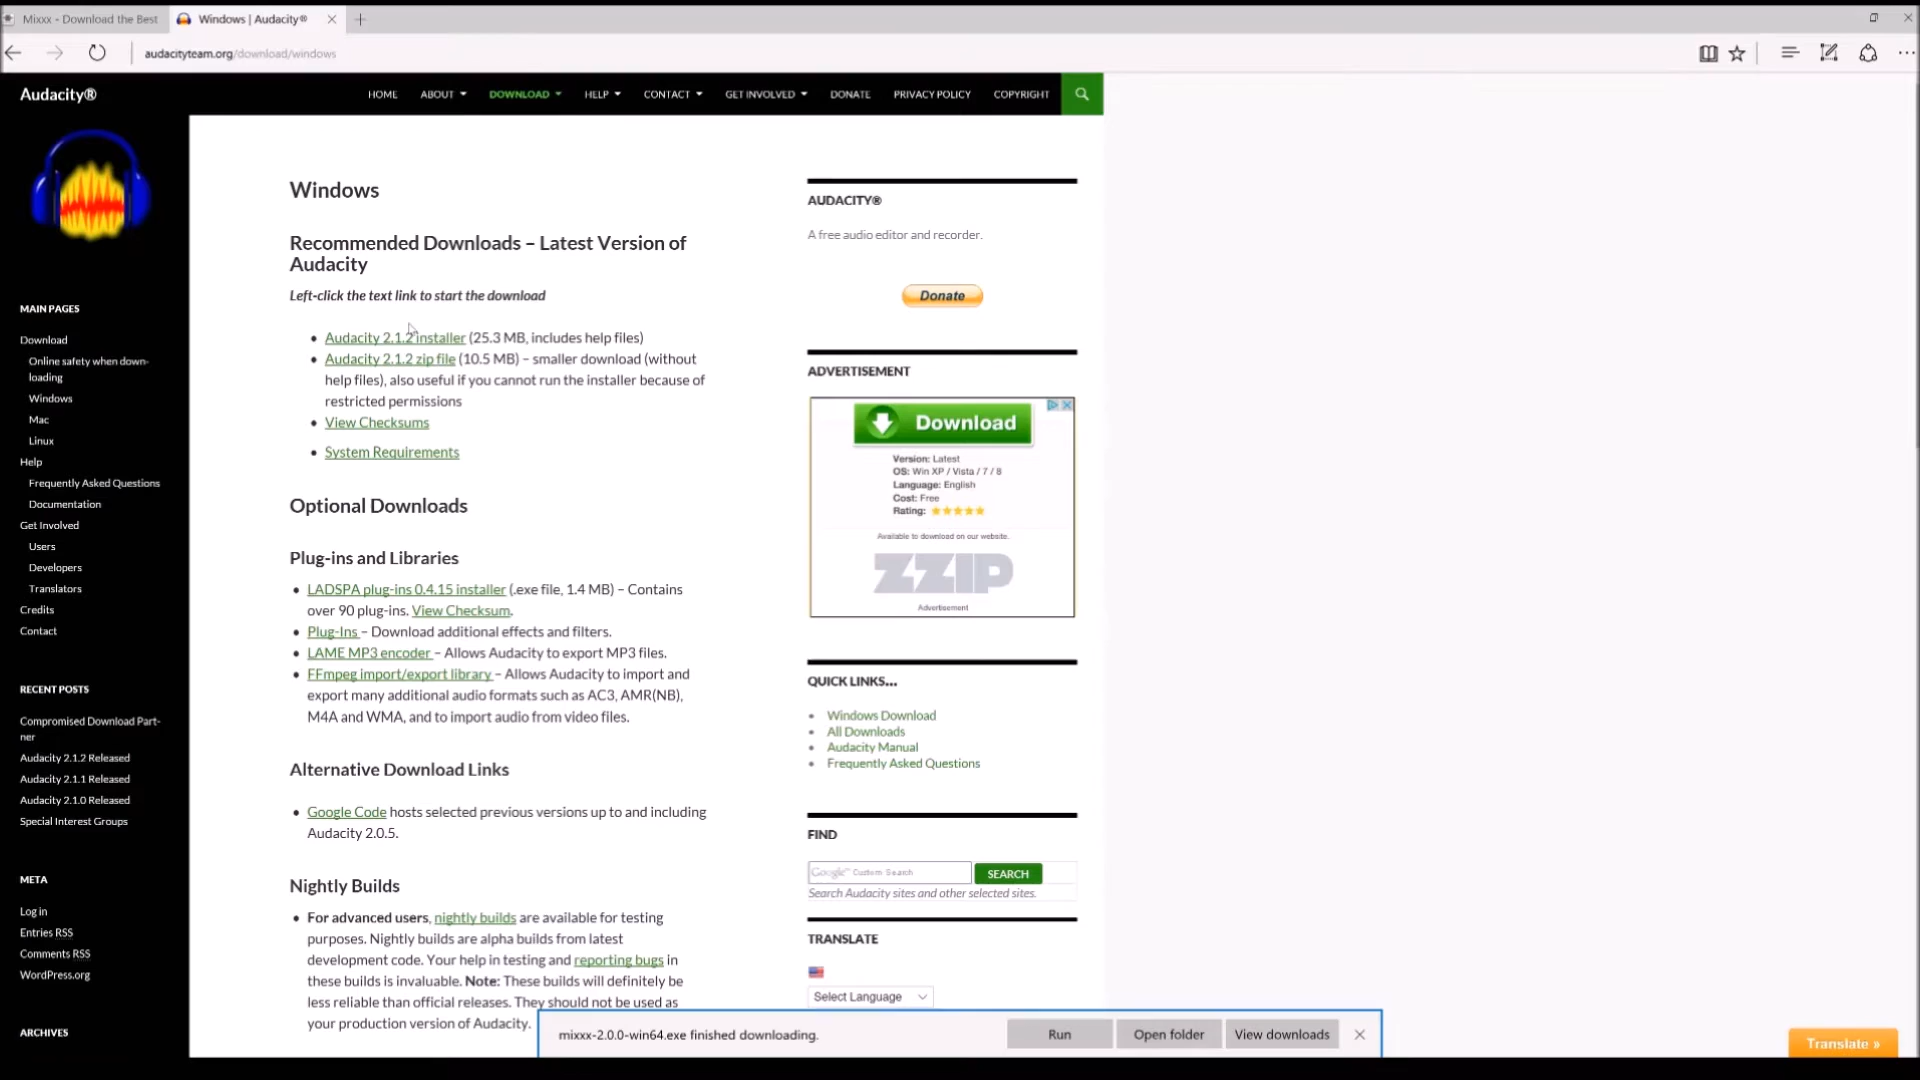 Mixxx - Download the Best
Windows | Audacity®
audacityteam.org/download/windows
Audacity®
HOME
ABOUT
DOWNLOAD
HELP
CONTACT
GET INVOLVED
DONATE
PRIVACY POLICY
COPYRIGHT
MAIN PAGES
Download
Online safety when down-
loading
Windows
Mac
Linux
Help
Frequently Asked Questions
Documentation
Get Involved
Users
Developers
Translators
Credits
Contact
RECENT POSTS
Compromised Download Part-
ner
Audacity 2.1.2 Released
Audacity 2.1.1 Released
Audacity 2.1.0 Released
Special Interest Groups
META
Log in
Entries RSS
Comments RSS
WordPress.org
ARCHIVES
Windows
Recommended Downloads – Latest Version of
Audacity
Left-click the text link to start the download
• Audacity 2.1.2 installer (25.3 MB, includes help files)
• Audacity 2.1.2 zip file (10.5 MB) – smaller download (without
help files), also useful if you cannot run the installer because of
restricted permissions
• View Checksums
• System Requirements
Optional Downloads
Plug-ins and Libraries
• LADSPA plug-ins 0.4.15 installer (.exe file, 1.4 MB) – Contains
over 90 plug-ins. View Checksum.
• Plug-Ins – Download additional effects and filters.
• LAME MP3 encoder – Allows Audacity to export MP3 files.
• FFmpeg import/export library – Allows Audacity to import and
export many additional audio formats such as AC3, AMR(NB),
M4A and WMA, and to import audio from video files.
Alternative Download Links
• Google Code hosts selected previous versions up to and including
Audacity 2.0.5.
Nightly Builds
• For advanced users, nightly builds are available for testing
purposes. Nightly builds are alpha builds from latest
development code. Your help in testing and reporting bugs in
these builds is invaluable. Note: These builds will definitely be
less reliable than official releases. They should not be used as
your production version of Audacity.
AUDACITY®
A free audio editor and recorder.
Donate
ADVERTISEMENT
Download
Version: Latest
OS: Win XP / Vista / 7 / 8
Language: English
Cost: Free
Rating: ★★★★★
Available to download on our website.
ZZIP
Advertisement
QUICK LINKS...
• Windows Download
• All Downloads
• Audacity Manual
• Frequently Asked Questions
FIND
Google™ Custom Search
SEARCH
Search Audacity sites and other selected sites.
TRANSLATE
Select Language
mixxx-2.0.0-win64.exe finished downloading.
Run
Open folder
View downloads
Translate »